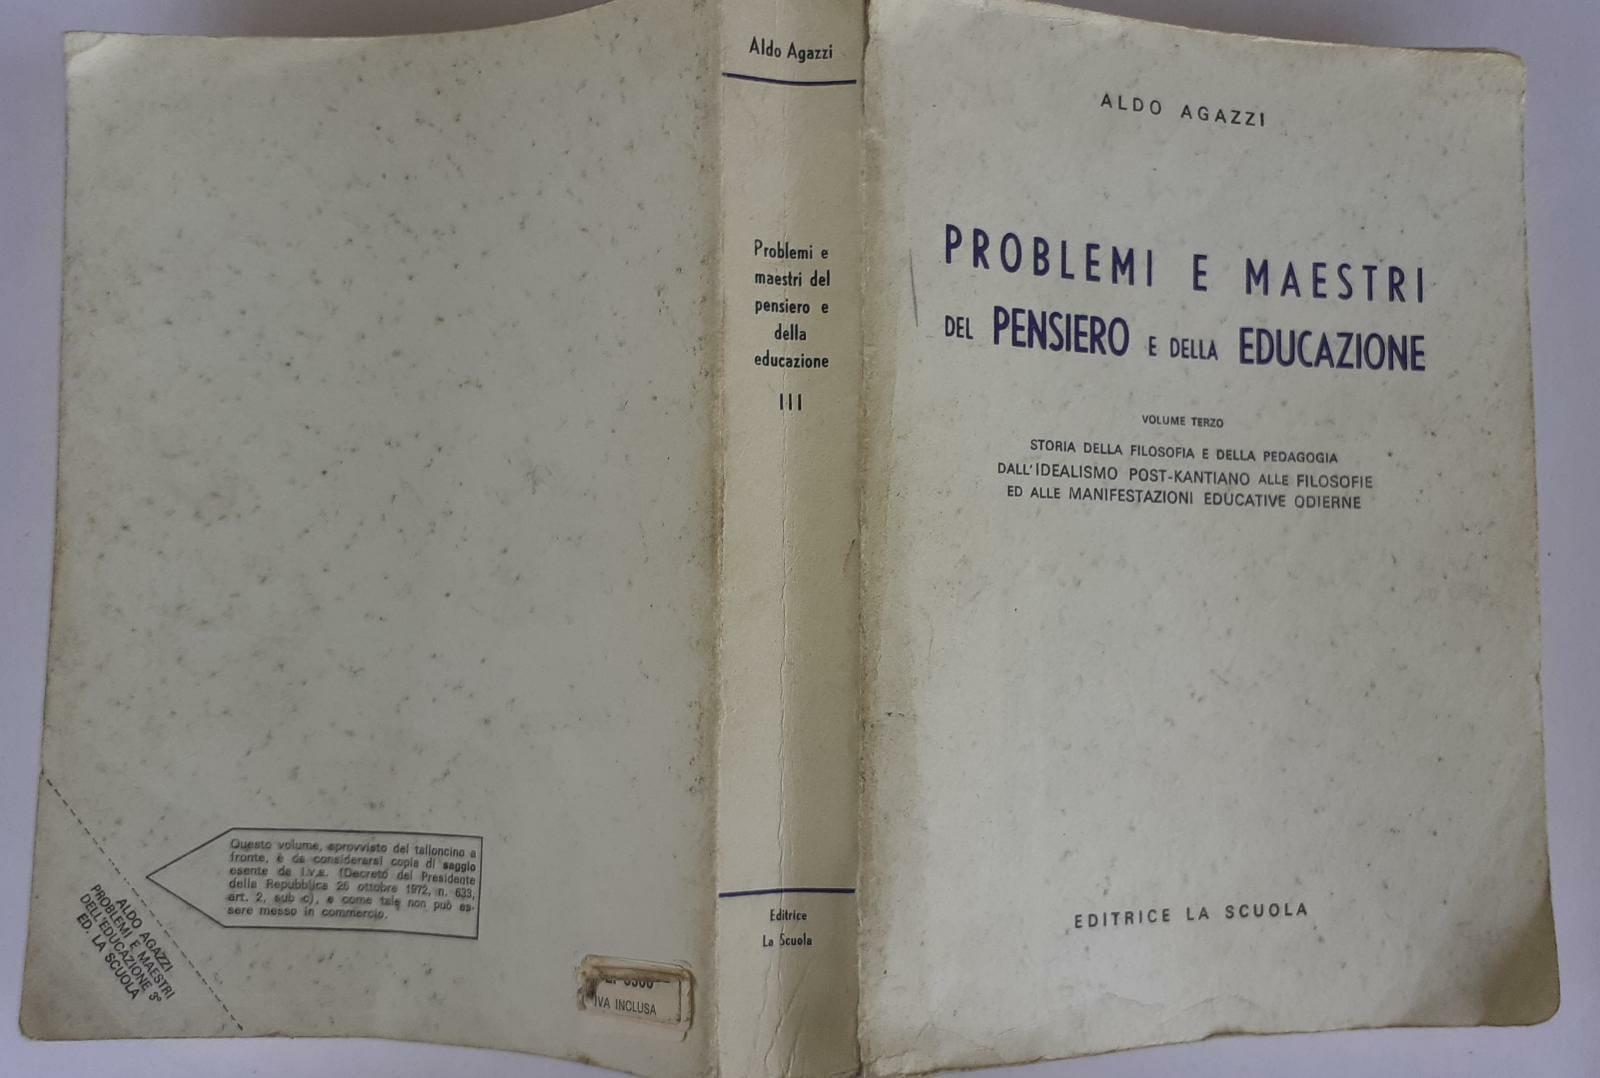 ALDO AGAZZI
PROBLEMI E MAESTRI
DEL PENSIERO E DELLA EDUCAZIONE
VOLUME TERZO
STORIA DELLA FILOSOFIA E DELLA PEDAGOGIA
DALL'IDEALISMO POST-KANTIANO ALLE FILOSOFIE
ED ALLE MANIFESTAZIONI EDUCATIVE ODIERNE
EDITRICE LA SCUOLA
Aldo Agazzi
Problemi e
maestri del
pensiero e
della
educazione
III
Editrice
La Scuola
Questo volume, sprovvisto del talloncino a
fronte, è da considerarsi copia di saggio
esente da I.v.a. (Decreto del Presidente
della Repubblica 26 ottobre 1972, n. 633,
art. 2, sub c), e come tale non può es-
sere messo in commercio.
ALDO AGAZZI
PROBLEMI E MAESTRI
DELL'EDUCAZIONE 3º
ED. LA SCUOLA
IVA INCLUSA